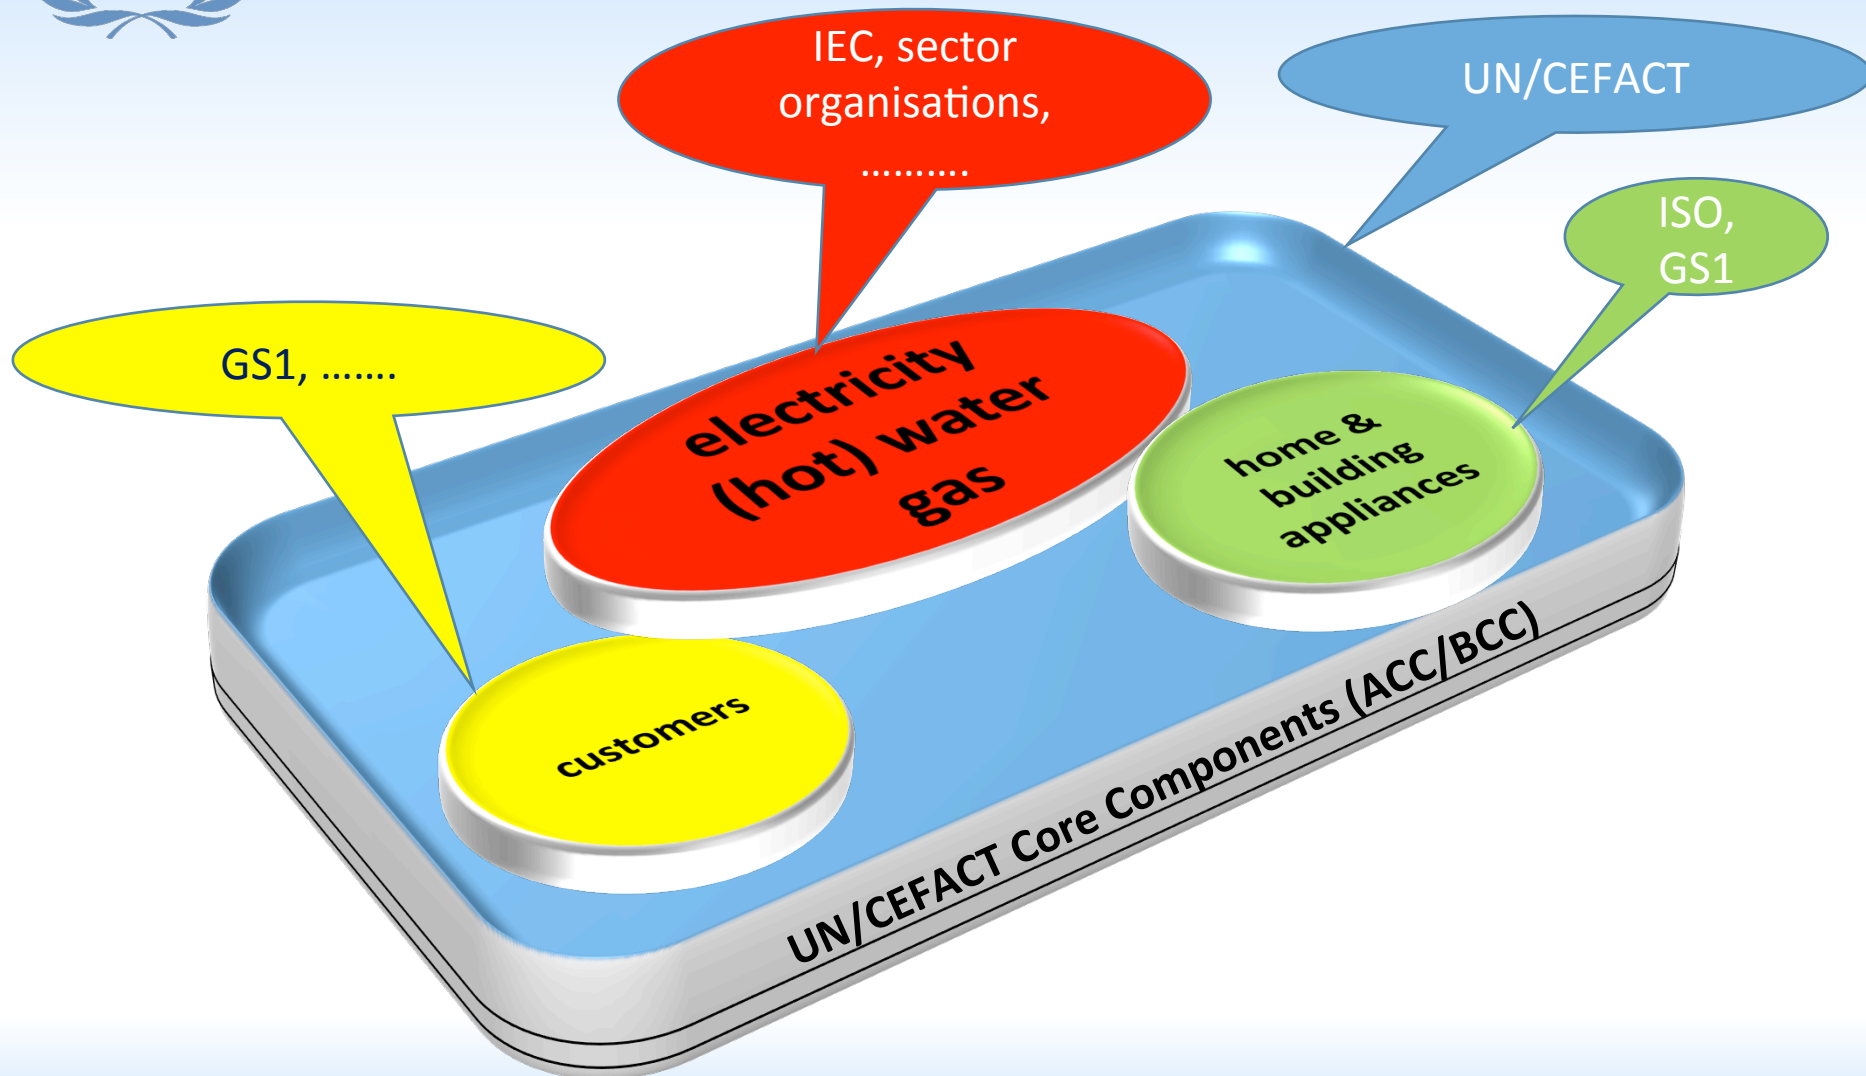 IEC, sector
organisations,
……….
UN/CEFACT
ISO,
GS1
GS1, …….
electricity
(hot) water
gas
home &
building
appliances
customers
UN/CEFACT Core Components (ACC/BCC)